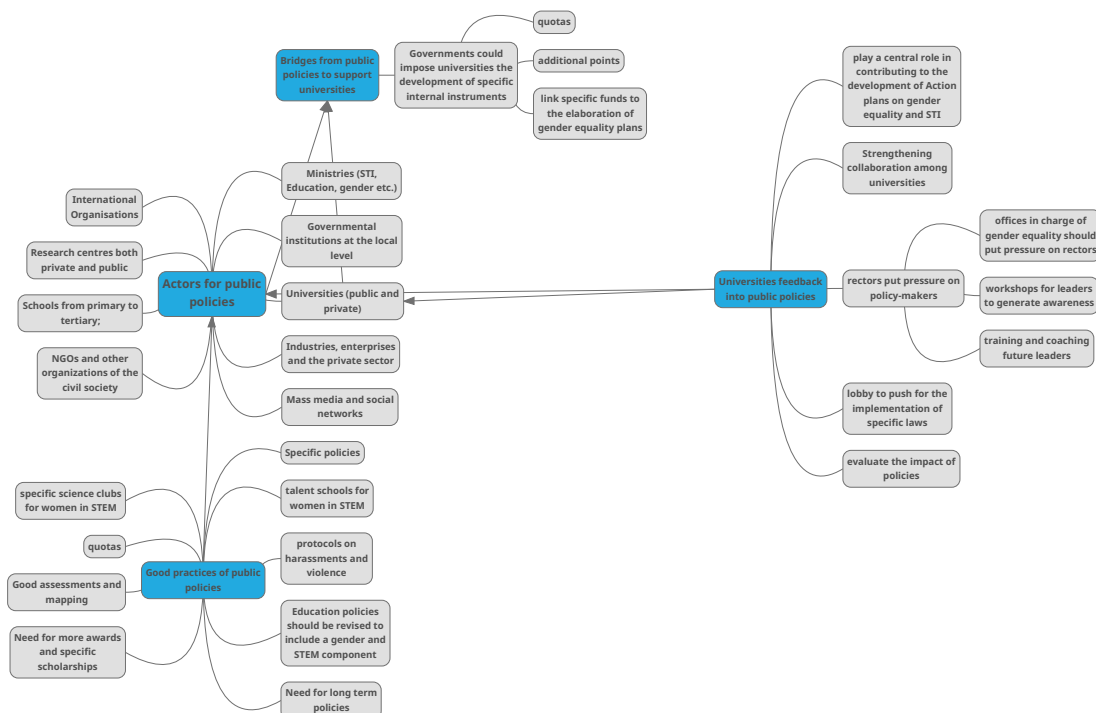 quotas
Bridges from public
policies to support
universities
Governments could
impose universities the
development of specific
internal instruments
additional points
link specific funds to
the elaboration of
gender equality plans
play a central role in
contributing to the
development of Action
plans on gender
equality and STI
Strengthening
collaboration among
universities
Ministries (STI,
Education, gender etc.)
International
Organisations
Governmental
institutions at the local
level
Research centres both
private and public
Actors for public
policies
Universities (public and
private)
Schools from primary to
tertiary;
Industries, enterprises
and the private sector
NGOs and other
organizations of the
civil society
Mass media and social
networks
Universities feedback
into public policies
rectors put pressure on
policy-makers
offices in charge of
gender equality should
put pressure on rectors
workshops for leaders
to generate awareness
training and coaching
future leaders
lobby to push for the
implementation of
specific laws
evaluate the impact of
policies
Specific policies
specific science clubs
for women in STEM
talent schools for
women in STEM
quotas
protocols on
harassments and
violence
Good practices of public
policies
Good assessments and
mapping
Education policies
should be revised to
include a gender and
STEM component
Need for more awards
and specific
scholarships
Need for long term
policies